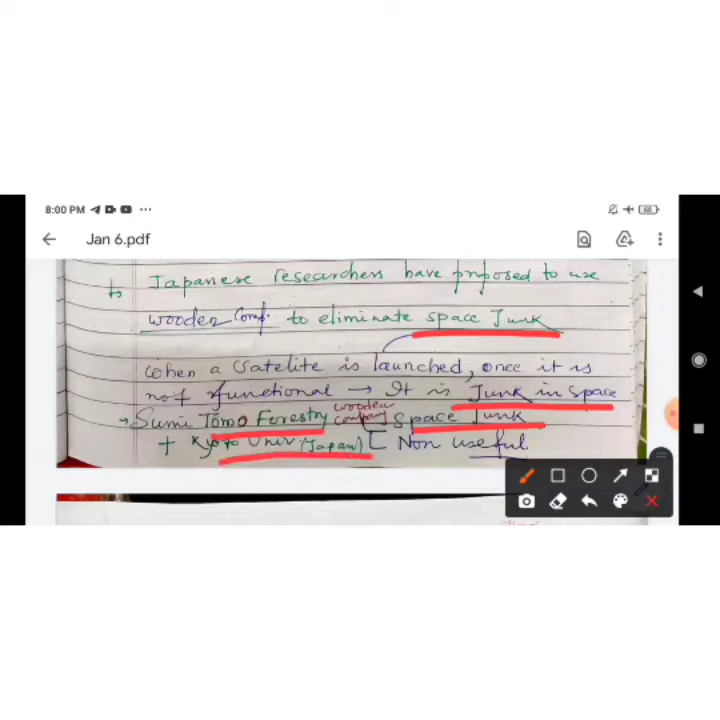 8:00 PM
60
Jan 6.pdf
↳ Japanese researchers have proposed to use
wooden Comp. to eliminate space Junk
When a Satelite is launched, once it is
not functional → It is Junk in space
wooden
→ Sumi Tomo Forestry company [ Space Junk
+ Kyoto Univ. (Japan) [ Non useful